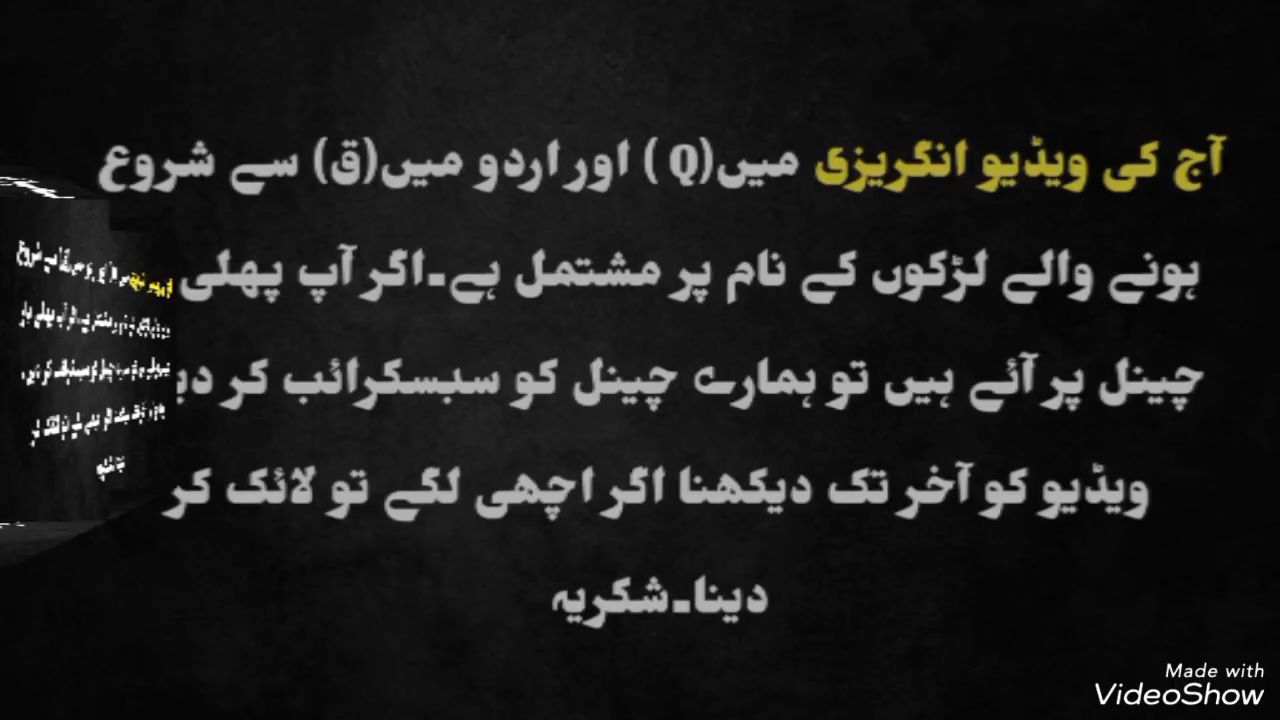 آج کی ویڈیو انگریزی میں(Q ) اور اردو میں(ق) سے شروع
ہونے والے لڑکوں کے نام پر مشتمل ہے۔اگر آپ پھلی
چینل پر آئے ہیں تو ہمارے چینل کو سبسکرائب کر
ویڈیو کو آخر تک دیکھنا اگر اچھی لگے تو لائک کر
دینا۔شکریہ
Made with
VideoShow